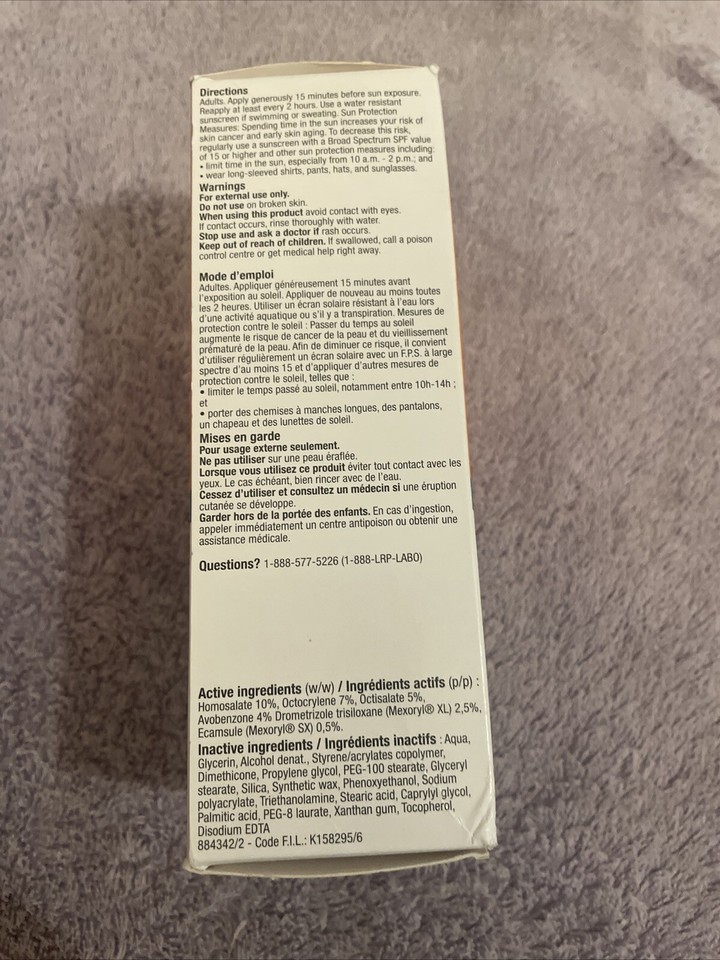 Directions
Adults. Apply generously 15 minutes before sun exposure.
Reapply at least every 2 hours. Use a water resistant
sunscreen if swimming or sweating. Sun Protection
Measures: Spending time in the sun increases your risk of
skin cancer and early skin aging. To decrease this risk,
regularly use a sunscreen with a Broad Spectrum SPF value
of 15 or higher and other sun protection measures including:
• limit time in the sun, especially from 10 a.m. - 2 p.m.; and
• wear long-sleeved shirts, pants, hats, and sunglasses.
Warnings
For external use only.
Do not use on broken skin.
When using this product avoid contact with eyes.
If contact occurs, rinse thoroughly with water.
Stop use and ask a doctor if rash occurs.
Keep out of reach of children. If swallowed, call a poison
control centre or get medical help right away.
Mode d'emploi
Adultes. Appliquer généreusement 15 minutes avant
l'exposition au soleil. Appliquer de nouveau au moins toutes
les 2 heures. Utiliser un écran solaire résistant à l'eau lors
d'une activité aquatique ou s'il y a transpiration. Mesures de
protection contre le soleil : Passer du temps au soleil
augmente le risque de cancer de la peau et du vieillissement
prématuré de la peau. Afin de diminuer ce risque, il convient
d'utiliser régulièrement un écran solaire avec un F.P.S. à large
spectre d'au moins 15 et d'appliquer d'autres mesures de
protection contre le soleil, telles que :
• limiter le temps passé au soleil, notamment entre 10h-14h ;
et
• porter des chemises à manches longues, des pantalons,
un chapeau et des lunettes de soleil.
Mises en garde
Pour usage externe seulement.
Ne pas utiliser sur une peau éraflée.
Lorsque vous utilisez ce produit éviter tout contact avec les
yeux. Le cas échéant, bien rincer avec de l'eau.
Cessez d'utiliser et consultez un médecin si une éruption
cutanée se développe.
Garder hors de la portée des enfants. En cas d'ingestion,
appeler immédiatement un centre antipoison ou obtenir une
assistance médicale.
Questions? 1-888-577-5226 (1-888-LRP-LABO)
Active ingredients (w/w) / Ingrédients actifs (p/p) :
Homosalate 10%, Octocrylene 7%, Octisalate 5%,
Avobenzone 4% Drometrizole trisiloxane (Mexoryl® XL) 2,5%,
Ecamsule (Mexoryl® SX) 0,5%.
Inactive ingredients / Ingrédients inactifs : Aqua,
Glycerin, Alcohol denat., Styrene/acrylates copolymer,
Dimethicone, Propylene glycol, PEG-100 stearate, Glyceryl
stearate, Silica, Synthetic wax, Phenoxyethanol, Sodium
polyacrylate, Triethanolamine, Stearic acid, Caprylyl glycol,
Palmitic acid, PEG-8 laurate, Xanthan gum, Tocopherol,
Disodium EDTA
884342/2 - Code F.I.L.: K158295/6